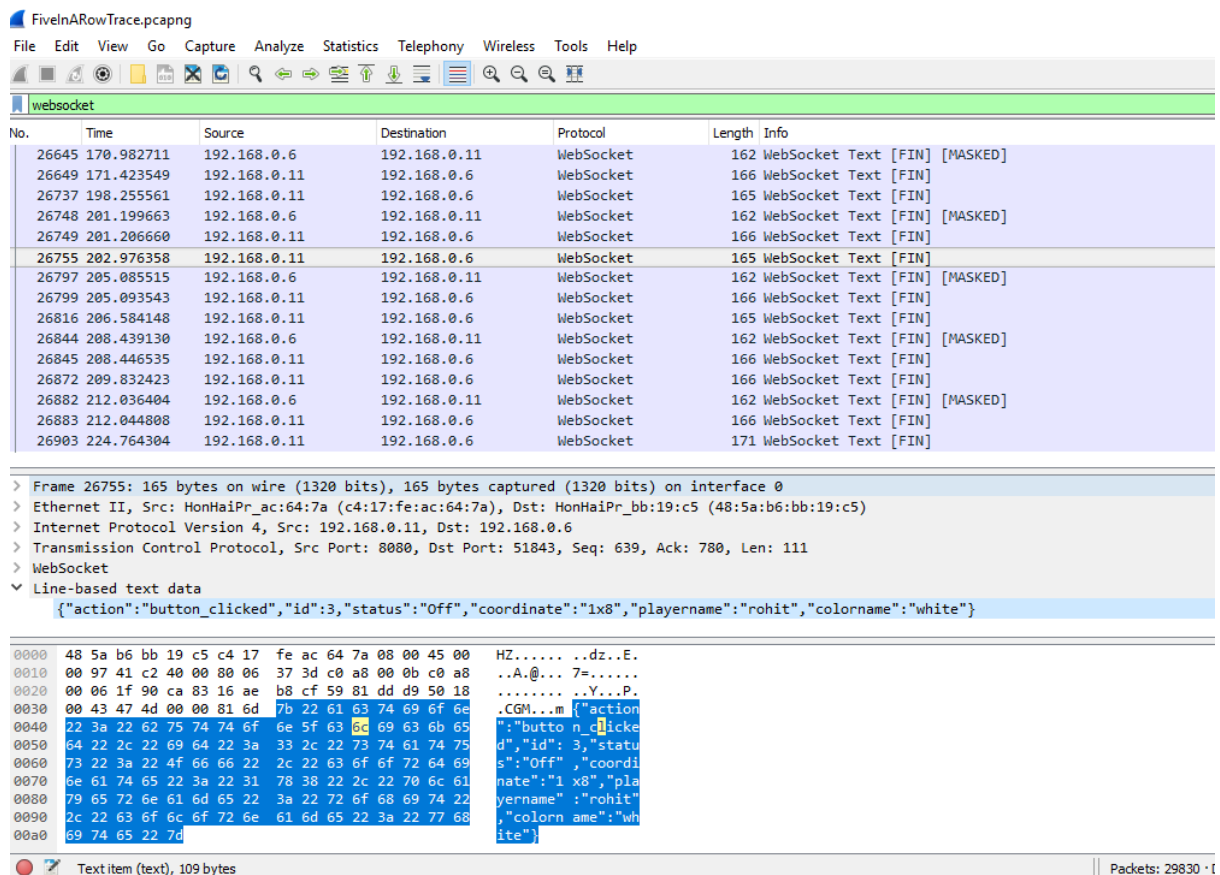 FiveInARowTrace.pcapng
File Edit View Go Capture Analyze Statistics Telephony Wireless Tools Help
websocket
No. Time Source Destination Protocol Length Info
26645 170.982711 192.168.0.6 192.168.0.11 WebSocket 162 WebSocket Text [FIN] [MASKED]
26649 171.423549 192.168.0.11 192.168.0.6 WebSocket 166 WebSocket Text [FIN]
26737 198.255561 192.168.0.11 192.168.0.6 WebSocket 165 WebSocket Text [FIN]
26748 201.199663 192.168.0.6 192.168.0.11 WebSocket 162 WebSocket Text [FIN] [MASKED]
26749 201.206660 192.168.0.11 192.168.0.6 WebSocket 166 WebSocket Text [FIN]
26755 202.976358 192.168.0.11 192.168.0.6 WebSocket 165 WebSocket Text [FIN]
26797 205.085515 192.168.0.6 192.168.0.11 WebSocket 162 WebSocket Text [FIN] [MASKED]
26799 205.093543 192.168.0.11 192.168.0.6 WebSocket 166 WebSocket Text [FIN]
26816 206.584148 192.168.0.11 192.168.0.6 WebSocket 165 WebSocket Text [FIN]
26844 208.439130 192.168.0.6 192.168.0.11 WebSocket 162 WebSocket Text [FIN] [MASKED]
26845 208.446535 192.168.0.11 192.168.0.6 WebSocket 166 WebSocket Text [FIN]
26872 209.832423 192.168.0.11 192.168.0.6 WebSocket 166 WebSocket Text [FIN]
26882 212.036404 192.168.0.6 192.168.0.11 WebSocket 162 WebSocket Text [FIN] [MASKED]
26883 212.044808 192.168.0.11 192.168.0.6 WebSocket 166 WebSocket Text [FIN]
26903 224.764304 192.168.0.11 192.168.0.6 WebSocket 171 WebSocket Text [FIN]
> Frame 26755: 165 bytes on wire (1320 bits), 165 bytes captured (1320 bits) on interface 0
> Ethernet II, Src: HonHaiPr_ac:64:7a (c4:17:fe:ac:64:7a), Dst: HonHaiPr_bb:19:c5 (48:5a:b6:bb:19:c5)
> Internet Protocol Version 4, Src: 192.168.0.11, Dst: 192.168.0.6
> Transmission Control Protocol, Src Port: 8080, Dst Port: 51843, Seq: 639, Ack: 780, Len: 111
> WebSocket
Line-based text data
{"action":"button_clicked","id":3,"status":"Off","coordinate":"1x8","playername":"rohit","colorname":"white"}
0000 48 5a b6 bb 19 c5 c4 17 fe ac 64 7a 08 00 45 00 HZ...... ..dz..E.
0010 00 97 41 c2 40 00 80 06 37 3d c0 a8 00 0b c0 a8 ..A.@... 7=......
0020 00 06 1f 90 ca 83 16 ae b8 cf 59 81 dd d9 50 18 ........ ..Y...P.
0030 00 43 47 4d 00 00 81 6d 7b 22 61 63 74 69 6f 6e .CGM...m {"action
0040 22 3a 22 62 75 74 74 6f 6e 5f 63 6c 69 63 6b 65 ":"butto n_clicke
0050 64 22 2c 22 69 64 22 3a 33 2c 22 73 74 61 74 75 d","id": 3,"statu
0060 73 22 3a 22 4f 66 66 22 2c 22 63 6f 6f 72 64 69 s":"Off" ,"coordi
0070 6e 61 74 65 22 3a 22 31 78 38 22 2c 22 70 6c 61 nate":"1 x8","pla
0080 79 65 72 6e 61 6d 65 22 3a 22 72 6f 68 69 74 22 yername" :"rohit"
0090 2c 22 63 6f 6c 6f 72 6e 61 6d 65 22 3a 22 77 68 ,"colorn ame":"wh
00a0 69 74 65 22 7d ite"}
Text item (text), 109 bytes Packets: 29830 ·